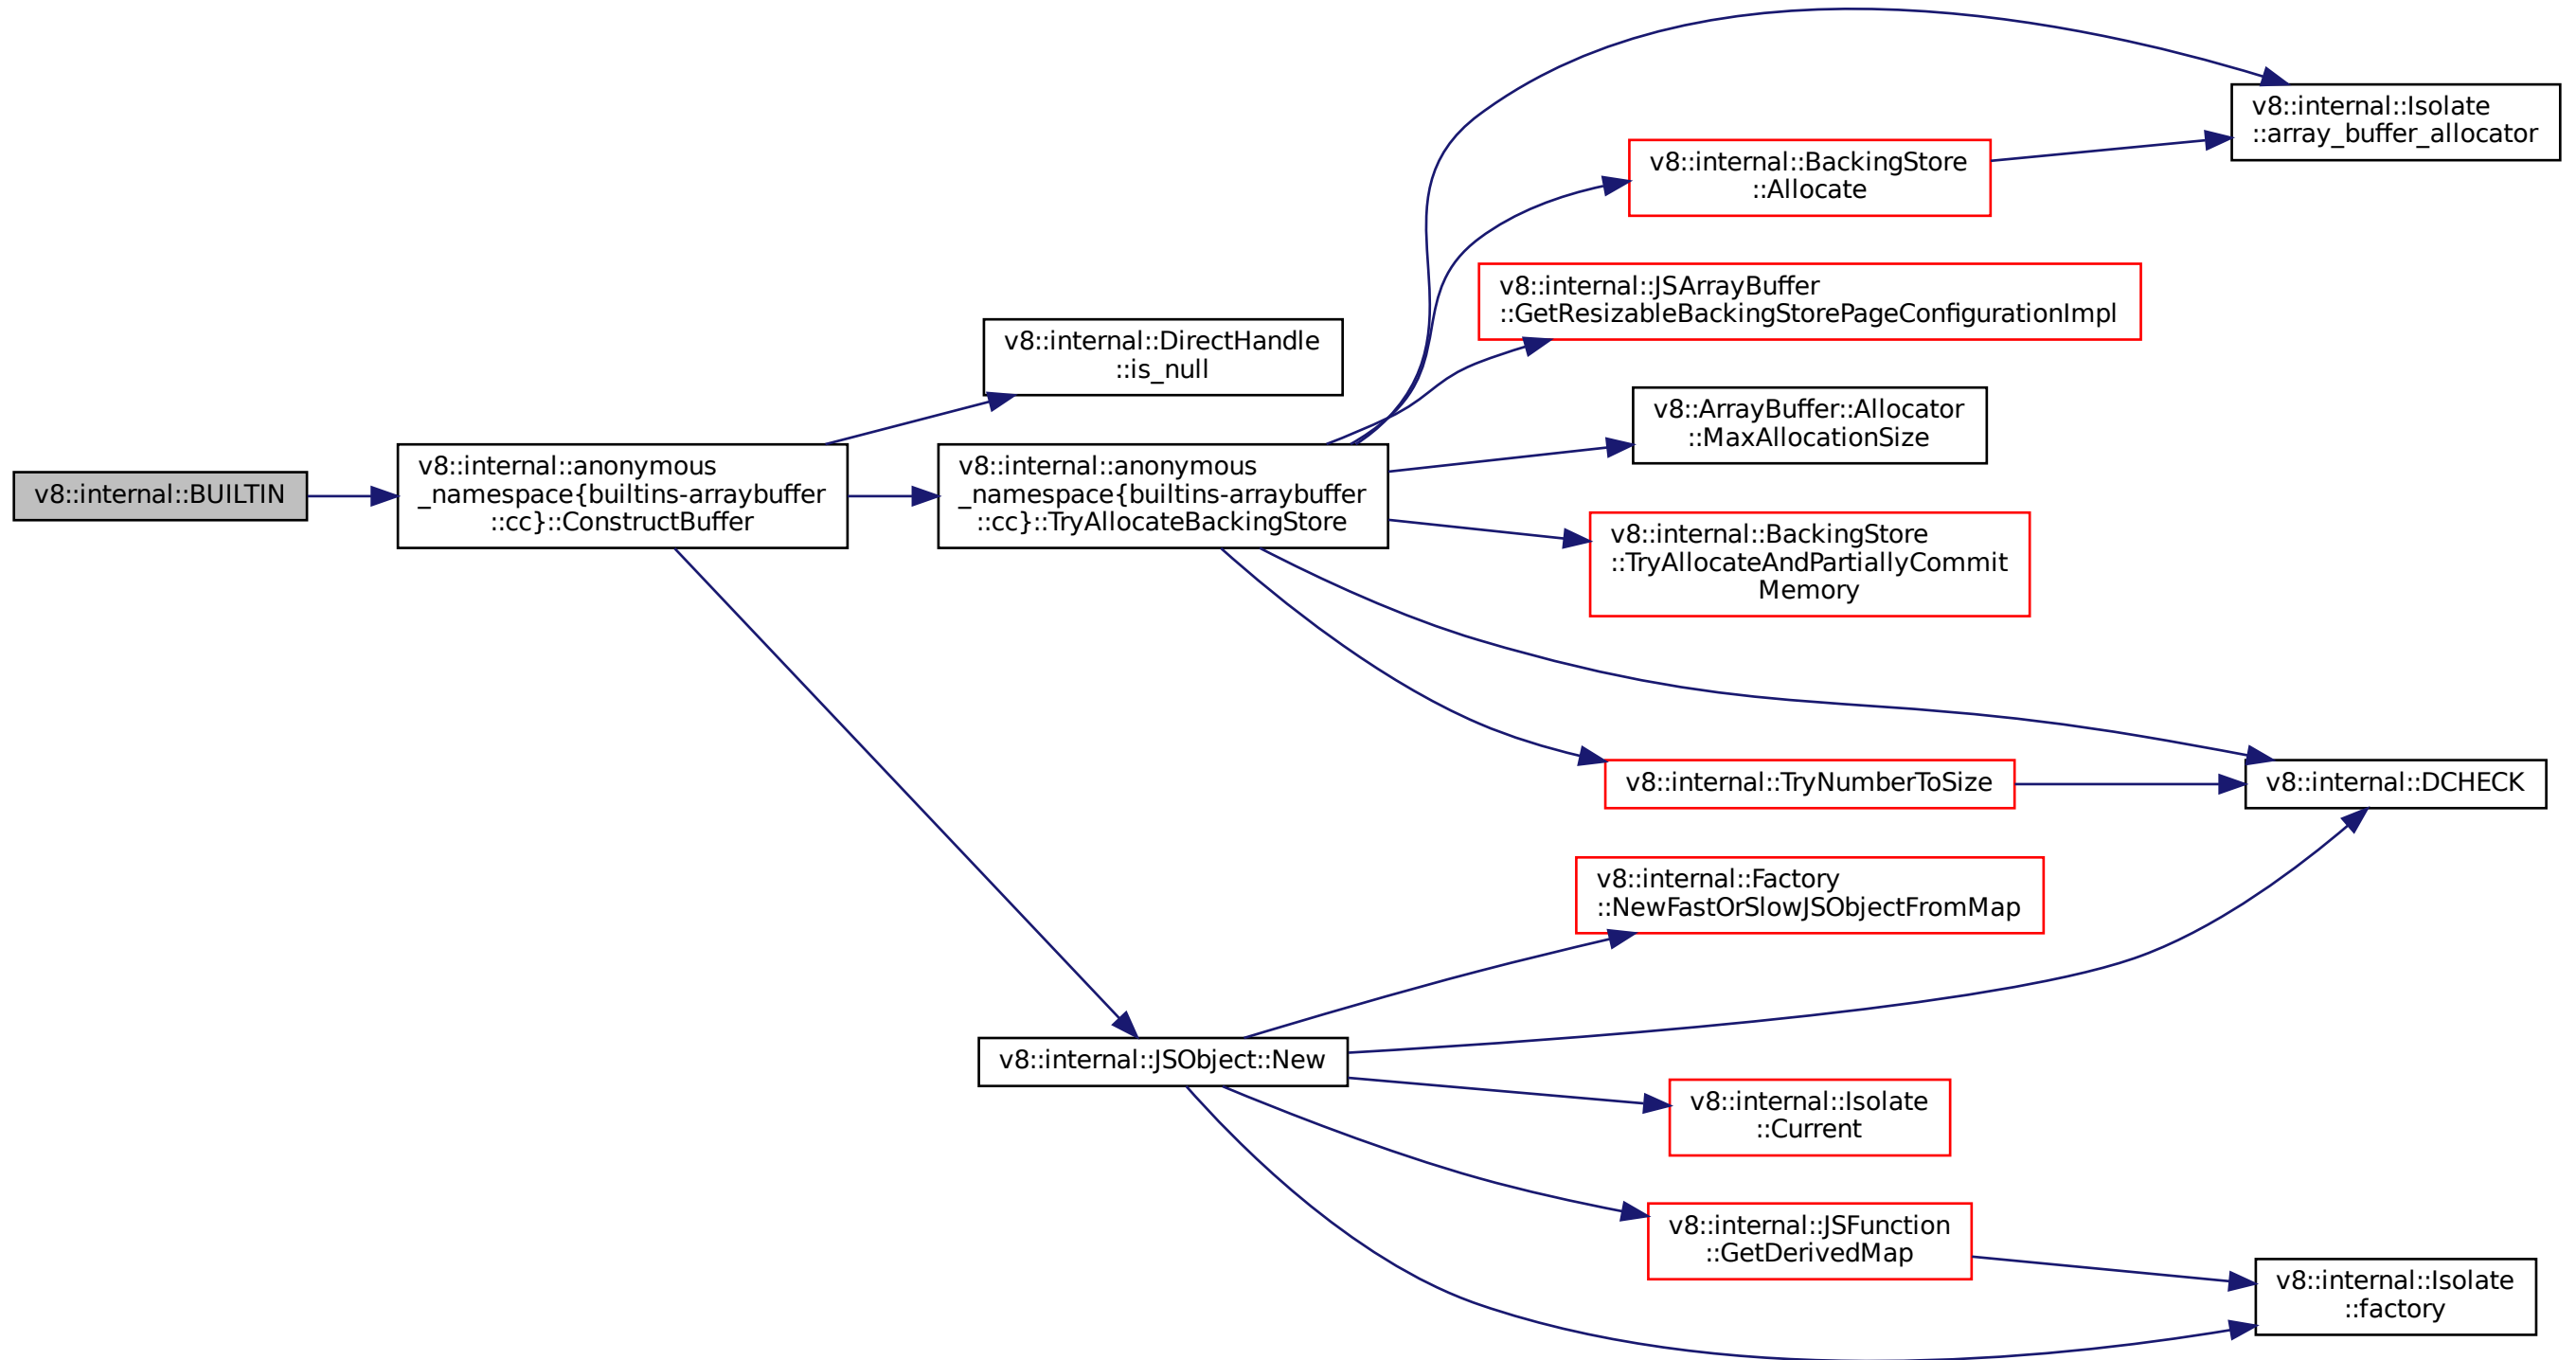 v8::internal::BUILTIN
v8::internal::anonymous
_namespace{builtins-arraybuffer
::cc}::ConstructBuffer
v8::internal::DirectHandle
::is_null
v8::internal::anonymous
_namespace{builtins-arraybuffer
::cc}::TryAllocateBackingStore
v8::internal::JSObject::New
v8::internal::BackingStore
::Allocate
v8::internal::JSArrayBuffer
::GetResizableBackingStorePageConfigurationImpl
v8::ArrayBuffer::Allocator
::MaxAllocationSize
v8::internal::BackingStore
::TryAllocateAndPartiallyCommit
Memory
v8::internal::TryNumberToSize
v8::internal::Factory
::NewFastOrSlowJSObjectFromMap
v8::internal::Isolate
::Current
v8::internal::JSFunction
::GetDerivedMap
v8::internal::Isolate
::array_buffer_allocator
v8::internal::DCHECK
v8::internal::Isolate
::factory